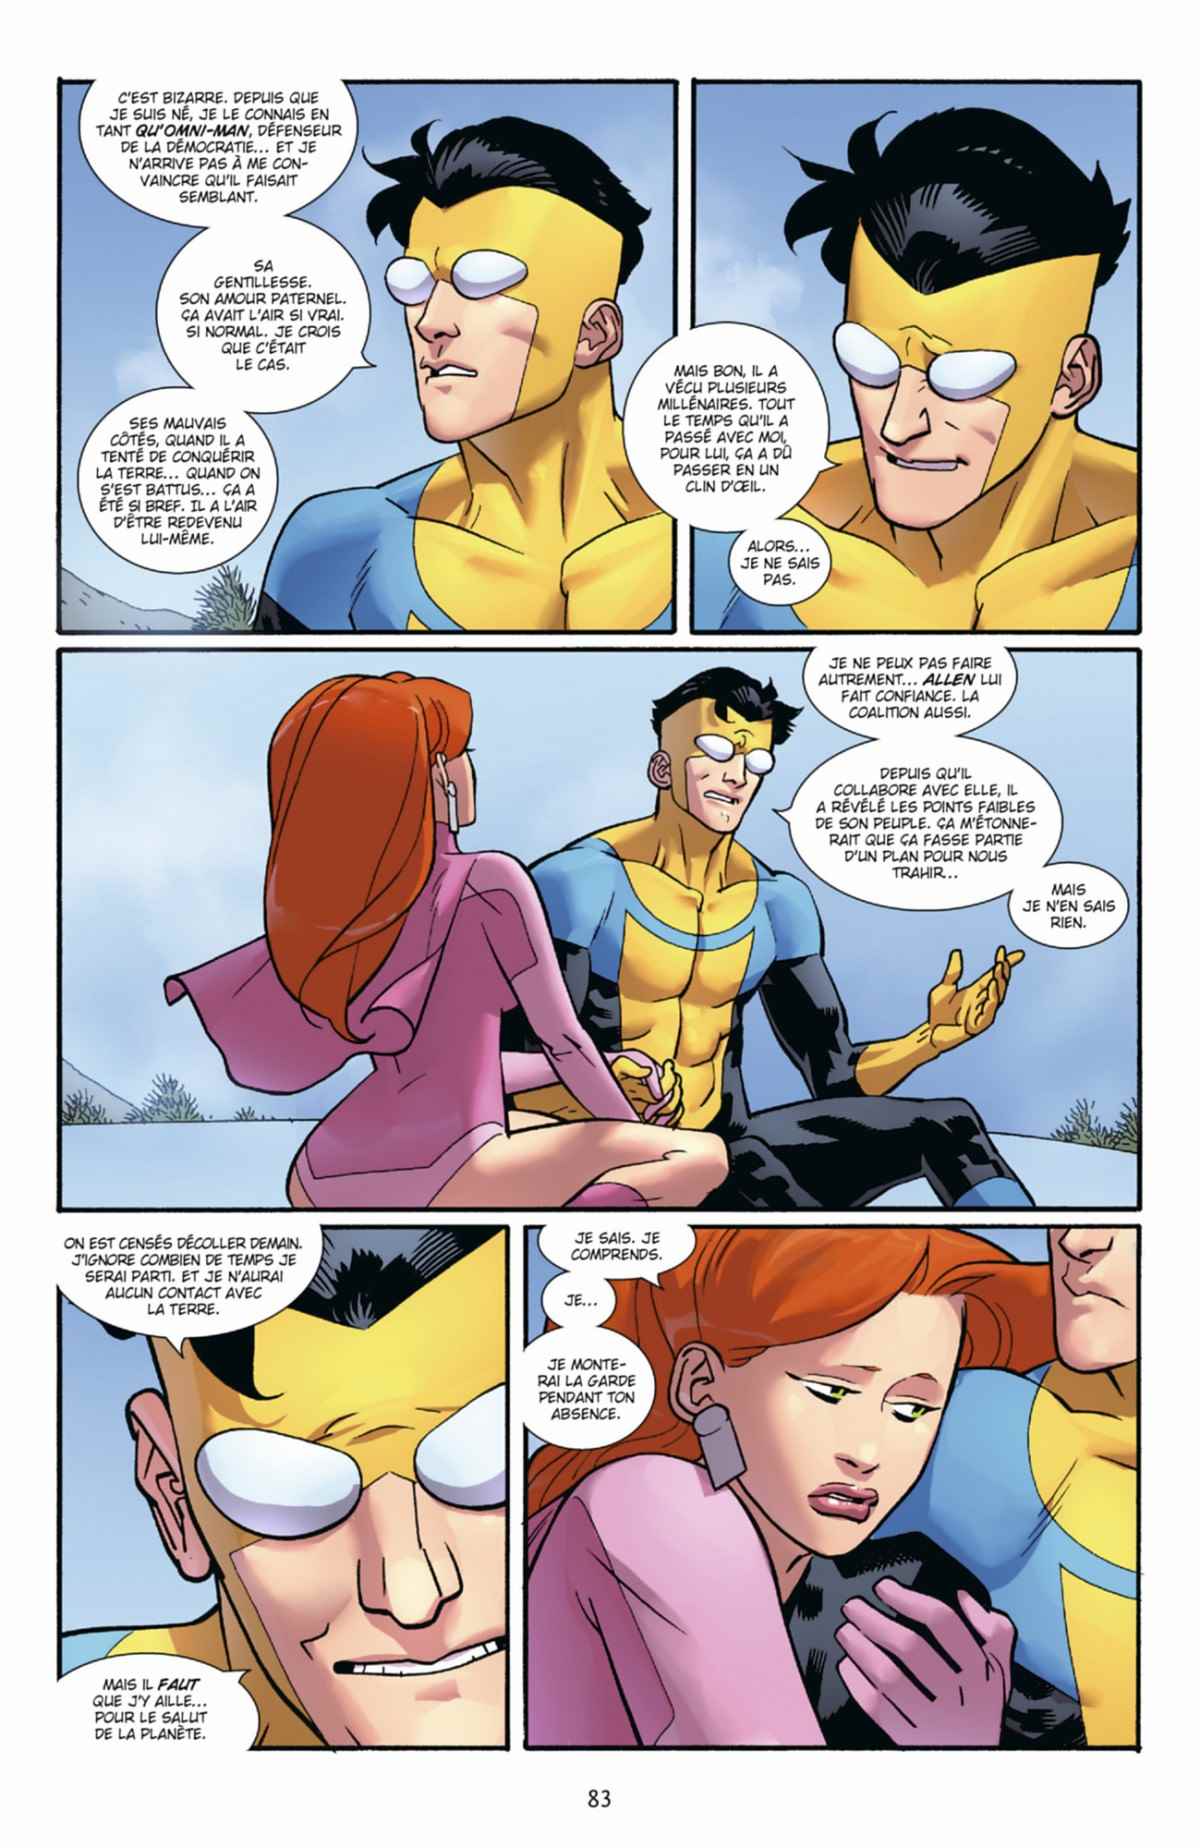 C'EST BIZARRE. DEPUIS QUE
JE SUIS NÉ, JE LE CONNAIS EN
TANT QU'OMNI-MAN, DÉFENSEUR
DE LA DÉMOCRATIE... ET JE
N'ARRIVE PAS À ME CON-
VAINCRE QU'IL FAISAIT
SEMBLANT.
SA
GENTILLESSE.
SON AMOUR PATERNEL.
ÇA AVAIT L'AIR SI VRAI.
SI NORMAL. JE CROIS
QUE C'ÉTAIT
LE CAS.
SES MAUVAIS
CÔTÉS, QUAND IL A
TENTÉ DE CONQUÉRIR
LA TERRE... QUAND ON
S'EST BATTUS... ÇA A
ÉTÉ SI BREF. IL A L'AIR
D'ÊTRE REDEVENU
LUI-MÊME.
MAIS BON, IL A
VÉCU PLUSIEURS
MILLÉNAIRES. TOUT
LE TEMPS QU'IL A
PASSÉ AVEC MOI,
POUR LUI, ÇA A DÛ
PASSER EN UN
CLIN D'ŒIL.
ALORS...
JE NE SAIS
PAS.
JE NE PEUX PAS FAIRE
AUTREMENT... ALLEN LUI
FAIT CONFIANCE. LA
COALITION AUSSI.
DEPUIS QU'IL
COLLABORE AVEC ELLE, IL
A RÉVÉLÉ LES POINTS FAIBLES
DE SON PEUPLE. ÇA M'ÉTONNE-
RAIT QUE ÇA FASSE PARTIE
D'UN PLAN POUR NOUS
TRAHIR...
MAIS
JE N'EN SAIS
RIEN.
ON EST CENSÉS DÉCOLLER DEMAIN.
J'IGNORE COMBIEN DE TEMPS JE
SERAI PARTI. ET JE N'AURAI
AUCUN CONTACT AVEC
LA TERRE.
MAIS IL FAUT
QUE J'Y AILLE...
POUR LE SALUT
DE LA PLANÈTE.
JE SAIS. JE
COMPRENDS.
JE...
JE MONTE-
RAI LA GARDE
PENDANT TON
ABSENCE.
83